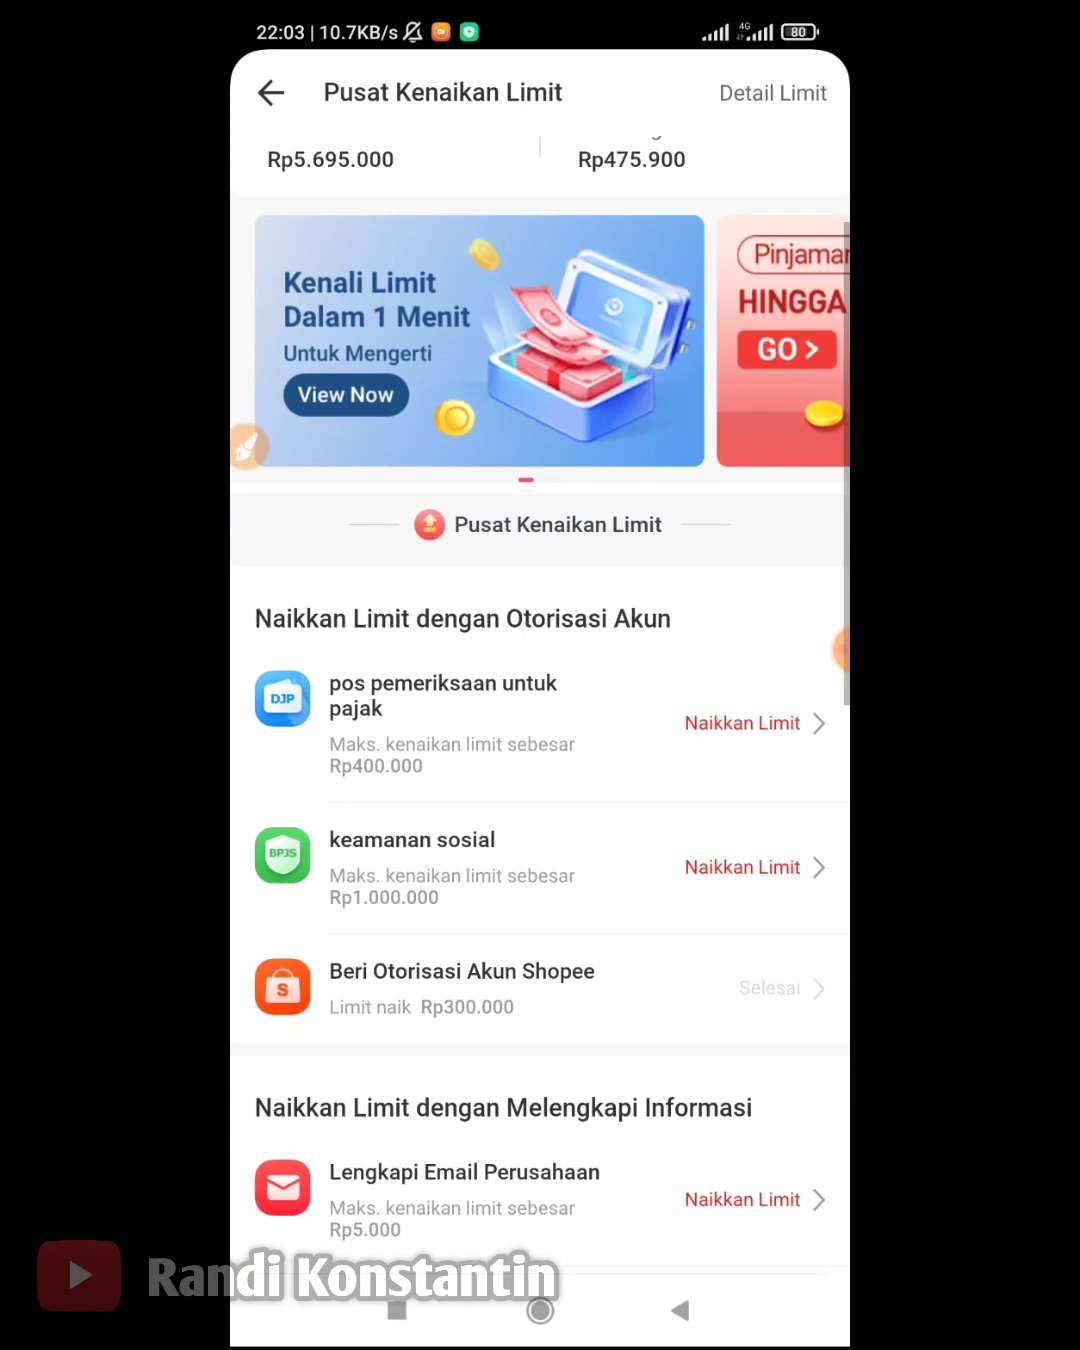 22:03 | 10.7KB/s
4G
80
Pusat Kenaikan Limit
Detail Limit
Rp5.695.000
Rp475.900
Kenali Limit
Dalam 1 Menit
Untuk Mengerti
View Now
Pinjaman
HINGGA
GO >
Pusat Kenaikan Limit
Naikkan Limit dengan Otorisasi Akun
DJP
pos pemeriksaan untuk
pajak
Maks. kenaikan limit sebesar
Rp400.000
Naikkan Limit
BPJS
keamanan sosial
Maks. kenaikan limit sebesar
Rp1.000.000
Naikkan Limit
S
Beri Otorisasi Akun Shopee
Limit naik Rp300.000
Selesai
Naikkan Limit dengan Melengkapi Informasi
Lengkapi Email Perusahaan
Maks. kenaikan limit sebesar
Rp5.000
Naikkan Limit
Randi Konstantin